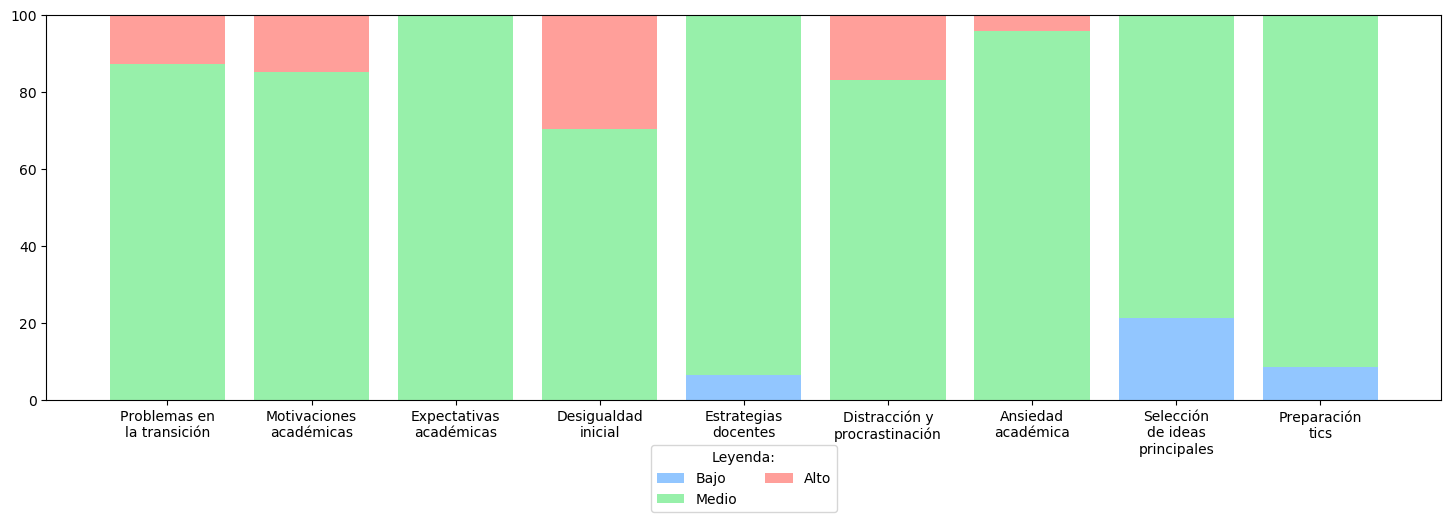 100
80
60
40
20
0
Problemas en
la transición
Motivaciones
académicas
Expectativas
académicas
Desigualdad
inicial
Estrategias
docentes
Distracción y
procrastinación
Ansiedad
académica
Selección
de ideas
principales
Preparación
tics
Leyenda:
Bajo
Medio
Alto